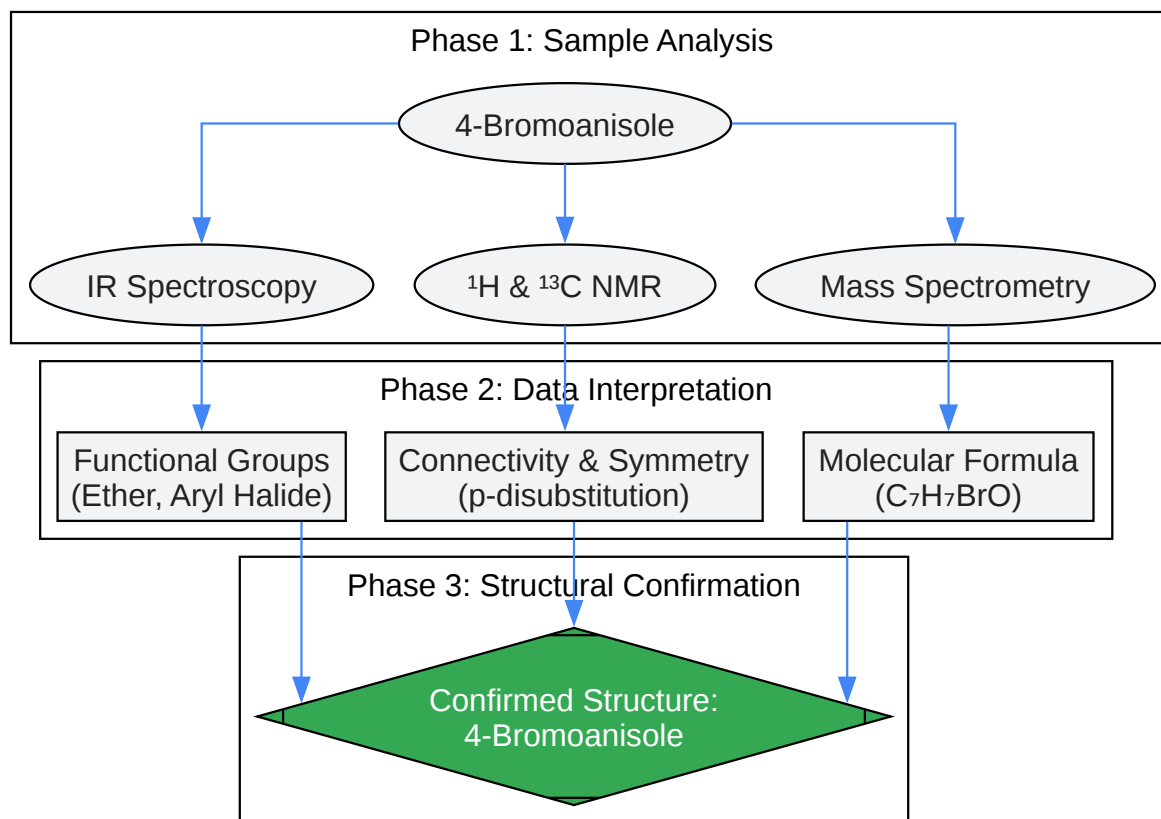 Phase 1: Sample Analysis
4-Bromoanisole
IR Spectroscopy
¹H & ¹³C NMR
Mass Spectrometry
Phase 2: Data Interpretation
Functional Groups
(Ether, Aryl Halide)
Connectivity & Symmetry
(p-disubstitution)
Molecular Formula
(C₇H₇BrO)
Phase 3: Structural Confirmation
Confirmed Structure:
4-Bromoanisole